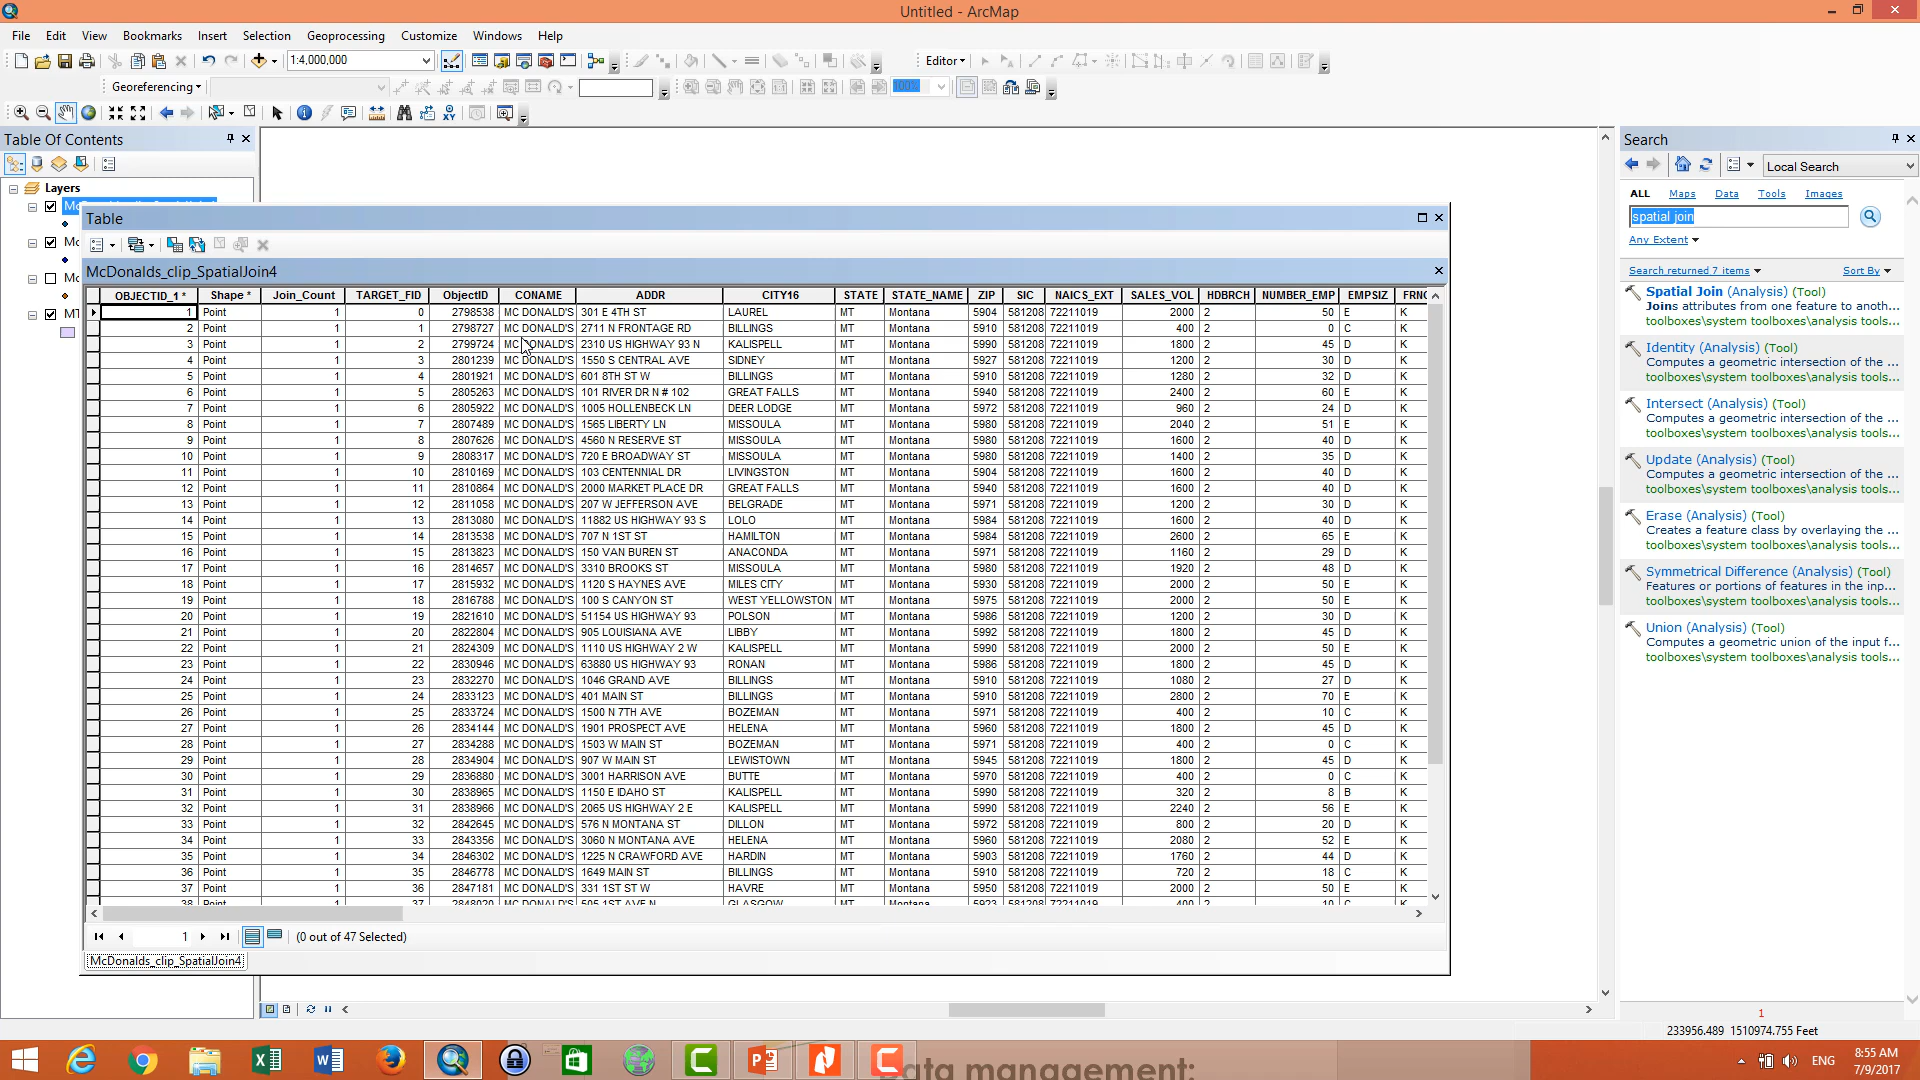 Untitled - ArcMap
File Edit View Bookmarks Insert Selection Geoprocessing Customize Windows Help
1:4,000,000
Editor
Georeferencing
100%
Table Of Contents
Layers
Mc
Mc
MT
Table
McDonalds_clip_SpatialJoin4
OBJECTID_1 * Shape * Join_Count TARGET_FID ObjectID CONAME ADDR CITY16 STATE STATE_NAME ZIP SIC NAICS_EXT SALES_VOL HDBRCH NUMBER_EMP EMPSIZ FRNC
1 Point 1 0 2798538 MC DONALD'S 301 E 4TH ST LAUREL MT Montana 5904 581208 72211019 2000 2 50 E K
2 Point 1 1 2798727 MC DONALD'S 2711 N FRONTAGE RD BILLINGS MT Montana 5910 581208 72211019 400 2 0 C K
3 Point 1 2 2799724 MC DONALD'S 2310 US HIGHWAY 93 N KALISPELL MT Montana 5990 581208 72211019 1800 2 45 D K
4 Point 1 3 2801239 MC DONALD'S 1550 S CENTRAL AVE SIDNEY MT Montana 5927 581208 72211019 1200 2 30 D K
5 Point 1 4 2801921 MC DONALD'S 601 8TH ST W BILLINGS MT Montana 5910 581208 72211019 1280 2 32 D K
6 Point 1 5 2805263 MC DONALD'S 101 RIVER DR N # 102 GREAT FALLS MT Montana 5940 581208 72211019 2400 2 60 E K
7 Point 1 6 2805922 MC DONALD'S 1005 HOLLENBECK LN DEER LODGE MT Montana 5972 581208 72211019 960 2 24 D K
8 Point 1 7 2807489 MC DONALD'S 1565 LIBERTY LN MISSOULA MT Montana 5980 581208 72211019 2040 2 51 E K
9 Point 1 8 2807626 MC DONALD'S 4560 N RESERVE ST MISSOULA MT Montana 5980 581208 72211019 1600 2 40 D K
10 Point 1 9 2808317 MC DONALD'S 720 E BROADWAY ST MISSOULA MT Montana 5980 581208 72211019 1400 2 35 D K
11 Point 1 10 2810169 MC DONALD'S 103 CENTENNIAL DR LIVINGSTON MT Montana 5904 581208 72211019 1600 2 40 D K
12 Point 1 11 2810864 MC DONALD'S 2000 MARKET PLACE DR GREAT FALLS MT Montana 5940 581208 72211019 1600 2 40 D K
13 Point 1 12 2811058 MC DONALD'S 207 W JEFFERSON AVE BELGRADE MT Montana 5971 581208 72211019 1200 2 30 D K
14 Point 1 13 2813080 MC DONALD'S 11882 US HIGHWAY 93 S LOLO MT Montana 5984 581208 72211019 1600 2 40 D K
15 Point 1 14 2813538 MC DONALD'S 707 N 1ST ST HAMILTON MT Montana 5984 581208 72211019 2600 2 65 E K
16 Point 1 15 2813823 MC DONALD'S 150 VAN BUREN ST ANACONDA MT Montana 5971 581208 72211019 1160 2 29 D K
17 Point 1 16 2814657 MC DONALD'S 3310 BROOKS ST MISSOULA MT Montana 5980 581208 72211019 1920 2 48 D K
18 Point 1 17 2815932 MC DONALD'S 1120 S HAYNES AVE MILES CITY MT Montana 5930 581208 72211019 2000 2 50 E K
19 Point 1 18 2816788 MC DONALD'S 100 S CANYON ST WEST YELLOWSTON MT Montana 5975 581208 72211019 2000 2 50 E K
20 Point 1 19 2821610 MC DONALD'S 51154 US HIGHWAY 93 POLSON MT Montana 5986 581208 72211019 1200 2 30 D K
21 Point 1 20 2822804 MC DONALD'S 905 LOUISIANA AVE LIBBY MT Montana 5992 581208 72211019 1800 2 45 D K
22 Point 1 21 2824309 MC DONALD'S 1110 US HIGHWAY 2 W KALISPELL MT Montana 5990 581208 72211019 2000 2 50 E K
23 Point 1 22 2830946 MC DONALD'S 63880 US HIGHWAY 93 RONAN MT Montana 5986 581208 72211019 1800 2 45 D K
24 Point 1 23 2832270 MC DONALD'S 1046 GRAND AVE BILLINGS MT Montana 5910 581208 72211019 1080 2 27 D K
25 Point 1 24 2833123 MC DONALD'S 401 MAIN ST BILLINGS MT Montana 5910 581208 72211019 2800 2 70 E K
26 Point 1 25 2833724 MC DONALD'S 1500 N 7TH AVE BOZEMAN MT Montana 5971 581208 72211019 400 2 10 C K
27 Point 1 26 2834144 MC DONALD'S 1901 PROSPECT AVE HELENA MT Montana 5960 581208 72211019 1800 2 45 D K
28 Point 1 27 2834288 MC DONALD'S 1503 W MAIN ST BOZEMAN MT Montana 5971 581208 72211019 400 2 0 C K
29 Point 1 28 2834904 MC DONALD'S 907 W MAIN ST LEWISTOWN MT Montana 5945 581208 72211019 1800 2 45 D K
30 Point 1 29 2836880 MC DONALD'S 3001 HARRISON AVE BUTTE MT Montana 5970 581208 72211019 400 2 0 C K
31 Point 1 30 2838965 MC DONALD'S 1150 E IDAHO ST KALISPELL MT Montana 5990 581208 72211019 320 2 8 B K
32 Point 1 31 2838966 MC DONALD'S 2065 US HIGHWAY 2 E KALISPELL MT Montana 5990 581208 72211019 2240 2 56 E K
33 Point 1 32 2842645 MC DONALD'S 576 N MONTANA ST DILLON MT Montana 5972 581208 72211019 800 2 20 D K
34 Point 1 33 2843356 MC DONALD'S 3060 N MONTANA AVE HELENA MT Montana 5960 581208 72211019 2080 2 52 E K
35 Point 1 34 2846302 MC DONALD'S 1225 N CRAWFORD AVE HARDIN MT Montana 5903 581208 72211019 1760 2 44 D K
36 Point 1 35 2846778 MC DONALD'S 1649 MAIN ST BILLINGS MT Montana 5910 581208 72211019 720 2 18 C K
37 Point 1 36 2847181 MC DONALD'S 331 1ST ST W HAVRE MT Montana 5950 581208 72211019 2000 2 50 E K
38 Point 1 37 2848020 MC DONALD'S 505 1ST AVE N GLASGOW MT Montana 5923 581208 72211019 400 2 10 C K
1 (0 out of 47 Selected)
McDonalds_clip_SpatialJoin4
Search
Local Search
ALL Maps Data Tools Images
spatial join
Any Extent
Search returned 7 items Sort By
Spatial Join (Analysis) (Tool)
Joins attributes from one feature to anoth...
toolboxes\system toolboxes\analysis tools...
Identity (Analysis) (Tool)
Computes a geometric intersection of the ...
toolboxes\system toolboxes\analysis tools...
Intersect (Analysis) (Tool)
Computes a geometric intersection of the ...
toolboxes\system toolboxes\analysis tools...
Update (Analysis) (Tool)
Computes a geometric intersection of the ...
toolboxes\system toolboxes\analysis tools...
Erase (Analysis) (Tool)
Creates a feature class by overlaying the ...
toolboxes\system toolboxes\analysis tools...
Symmetrical Difference (Analysis) (Tool)
Features or portions of features in the inp...
toolboxes\system toolboxes\analysis tools...
Union (Analysis) (Tool)
Computes a geometric union of the input f...
toolboxes\system toolboxes\analysis tools...
1
233956.489 1510974.755 Feet
Data management:
ENG
8:55 AM
7/9/2017